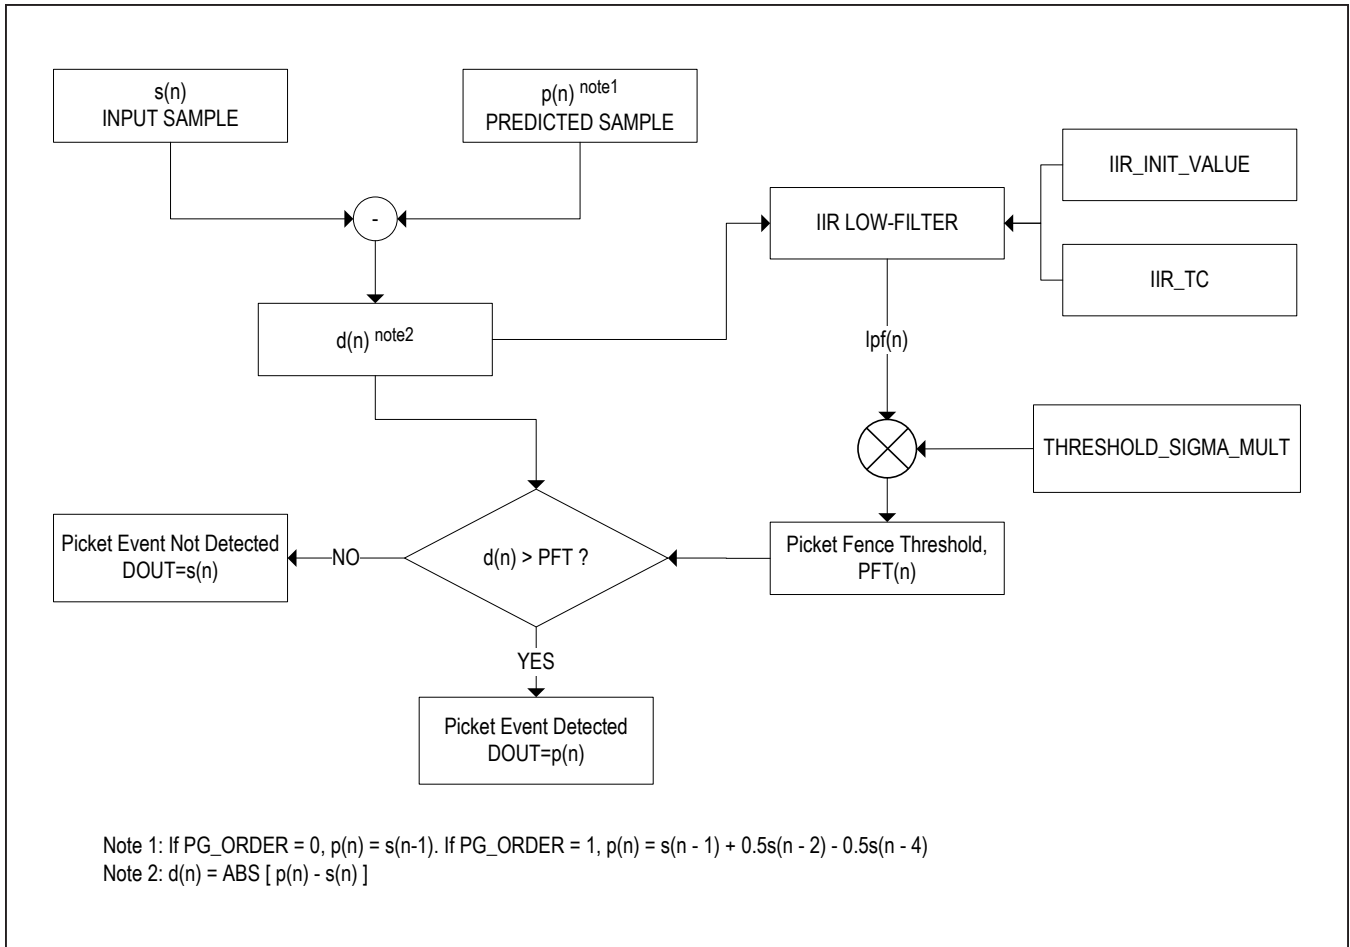 s(n)
INPUT SAMPLE
p(n) note1
PREDICTED SAMPLE
IIR_INIT_VALUE
-
IIR LOW-FILTER
IIR_TC
d(n) note2
lpf(n)
THRESHOLD_SIGMA_MULT
Picket Event Not Detected
DOUT=s(n)
NO
d(n) > PFT ?
Picket Fence Threshold,
PFT(n)
YES
Picket Event Detected
DOUT=p(n)
Note 1: If PG_ORDER = 0, p(n) = s(n-1). If PG_ORDER = 1, p(n) = s(n - 1) + 0.5s(n - 2) - 0.5s(n - 4)
Note 2: d(n) = ABS [ p(n) - s(n) ]